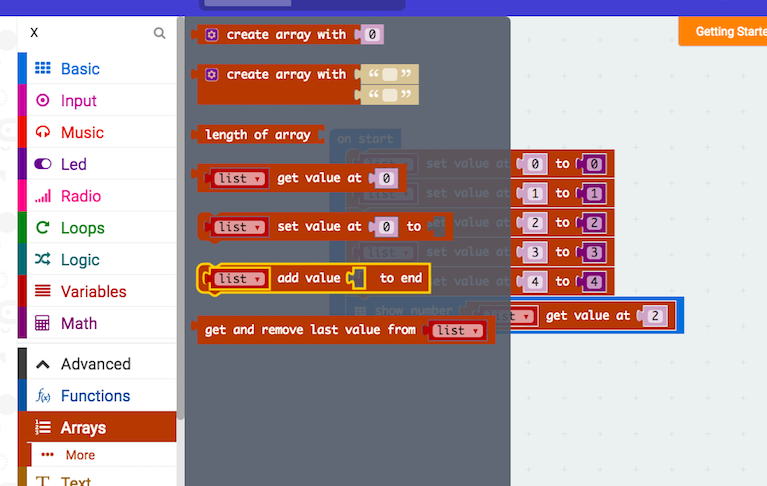 Getting Starte
X
Basic
Input
Music
Led
Radio
Loops
Logic
Variables
Math
Advanced
Functions
Arrays
More
Text
create array with 0
create array with “ ”
“ ”
length of array
list get value at 0
list set value at 0 to
list add value to end
get and remove last value from list
on start
set value at 0 to 0
set value at 1 to 1
set value at 2 to 2
list set value at 3 to 3
set value at 4 to 4
show number list get value at 2